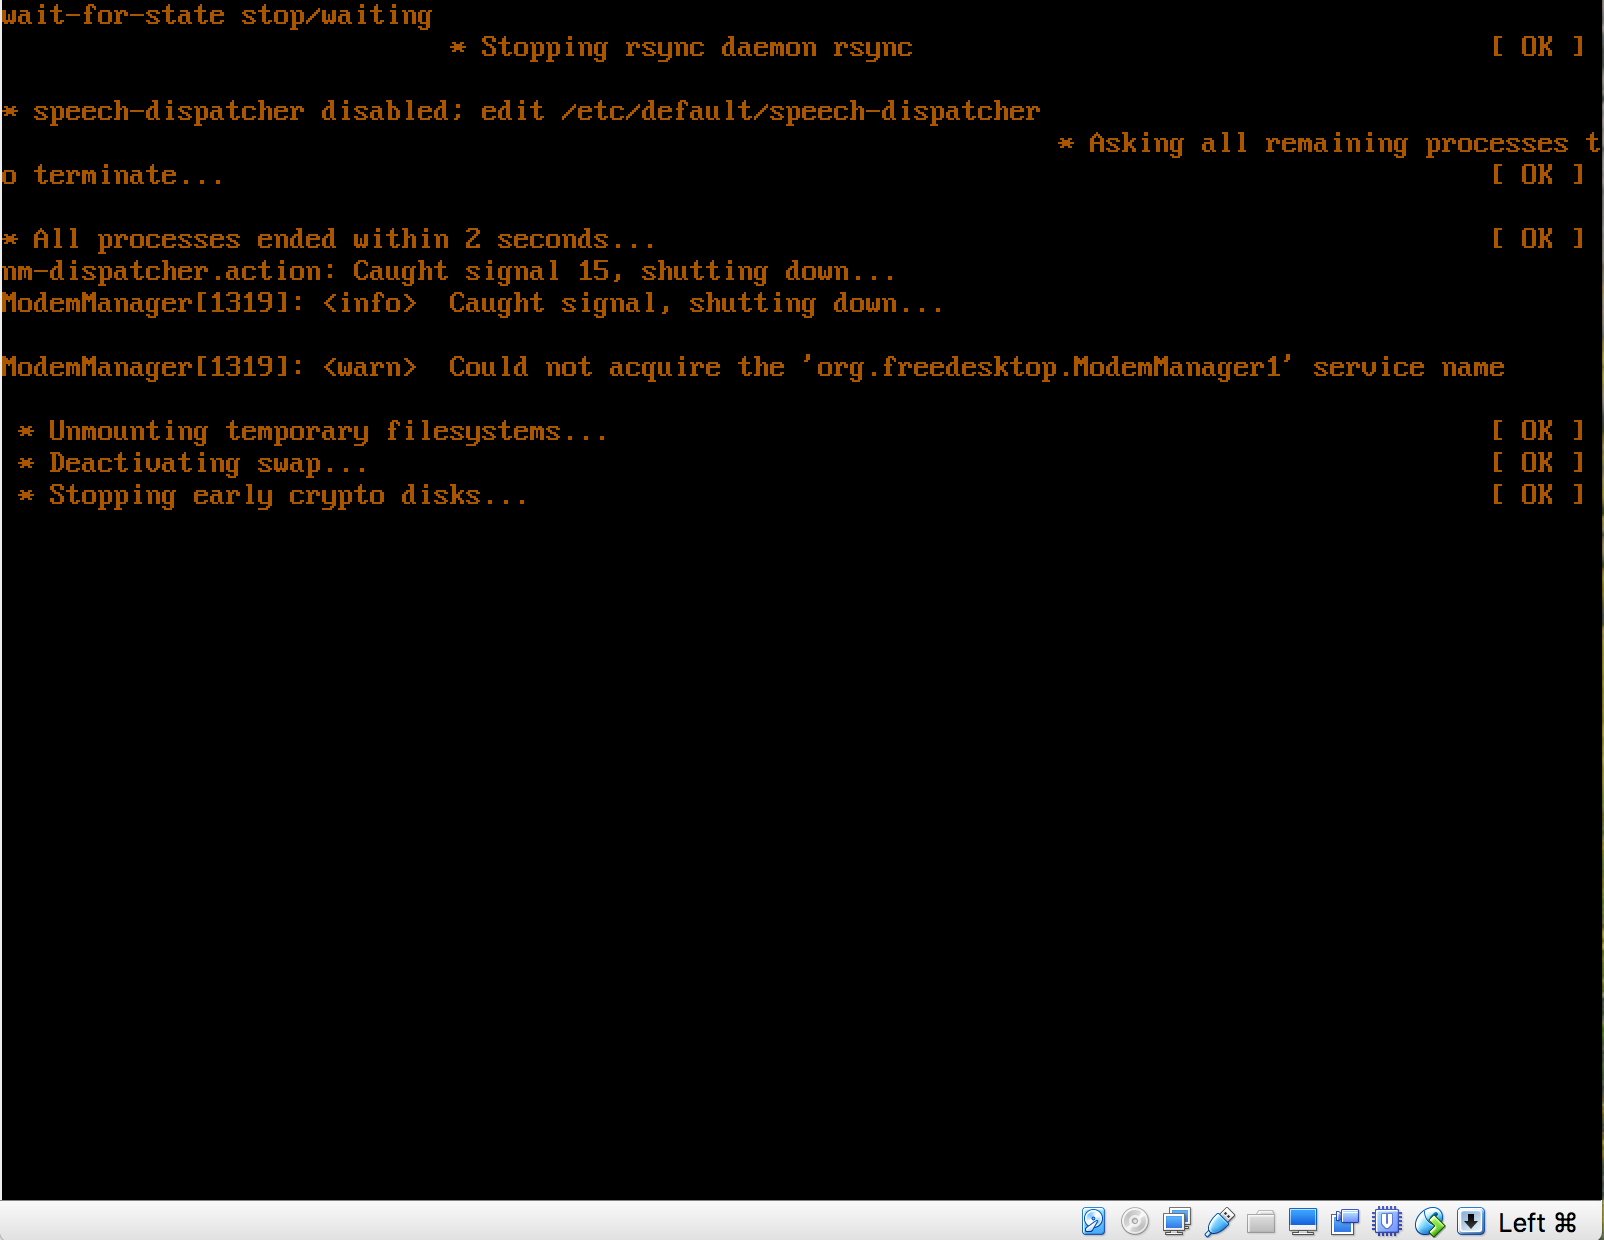 wait-for-state stop/waiting
* Stopping rsync daemon rsync [ OK ]
* speech-dispatcher disabled; edit /etc/default/speech-dispatcher
* Asking all remaining processes t
o terminate... [ OK ]
* All processes ended within 2 seconds... [ OK ]
nm-dispatcher.action: Caught signal 15, shutting down...
ModemManager[1319]: <info>  Caught signal, shutting down...
ModemManager[1319]: <warn>  Could not acquire the 'org.freedesktop.ModemManager1' service name
* Unmounting temporary filesystems... [ OK ]
* Deactivating swap... [ OK ]
* Stopping early crypto disks... [ OK ]
Left ⌘